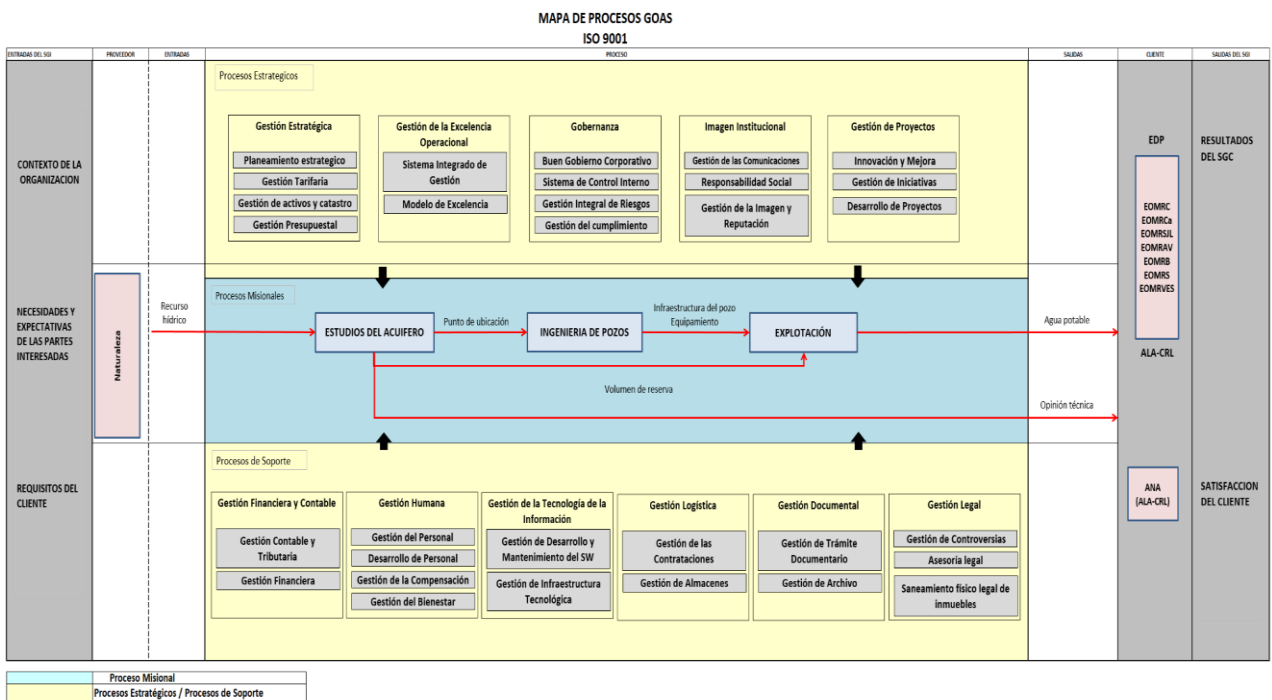 MAPA DE PROCESOS GOAS
ISO 9001
ENTRADAS DEL SGI
PROVEEDOR
ENTRADAS
PROCESO
SALIDAS
CLIENTE
SALIDAS DEL SGI
CONTEXTO DE LA
ORGANIZACION
NECESIDADES Y
EXPECTATIVAS
DE LAS PARTES
INTERESADAS
REQUISITOS DEL
CLIENTE
Naturaleza
Recurso
hídrico
Procesos Estrategicos
Gestión Estratégica
Planeamiento estrategico
Gestión Tarifaria
Gestión de activos y catastro
Gestión Presupuestal
Gestión de la Excelencia
Operacional
Sistema Integrado de
Gestión
Modelo de Excelencia
Gobernanza
Buen Gobierno Corporativo
Sistema de Control Interno
Gestión Integral de Riesgos
Gestión del cumplimiento
Imagen Institucional
Gestión de las Comunicaciones
Responsabilidad Social
Gestión de la Imagen y
Reputación
Gestión de Proyectos
Innovación y Mejora
Gestión de Iniciativas
Desarrollo de Proyectos
Procesos Misionales
ESTUDIOS DEL ACUIFERO
Punto de ubicación
INGENIERIA DE POZOS
Infraestructura del pozo
Equipamiento
EXPLOTACIÓN
Volumen de reserva
Agua potable
Opinión técnica
Procesos de Soporte
Gestión Financiera y Contable
Gestión Contable y
Tributaria
Gestión Financiera
Gestión Humana
Gestión del Personal
Desarrollo de Personal
Gestión de la Compensación
Gestión del Bienestar
Gestión de la Tecnología de la
Información
Gestión de Desarrollo y
Mantenimiento del SW
Gestión de Infraestructura
Tecnológica
Gestión Logística
Gestión de las
Contrataciones
Gestión de Almacenes
Gestión Documental
Gestión de Trámite
Documentario
Gestión de Archivo
Gestión Legal
Gestión de Controversias
Asesoría legal
Saneamiento físico legal de
inmuebles
EDP
EOMRC
EOMRCa
EOMRSJL
EOMRAV
EOMRB
EOMRS
EOMRVES
ALA-CRL
ANA
(ALA-CRL)
RESULTADOS
DEL SGC
SATISFACCION
DEL CLIENTE
Proceso Misional
Procesos Estratégicos / Procesos de Soporte